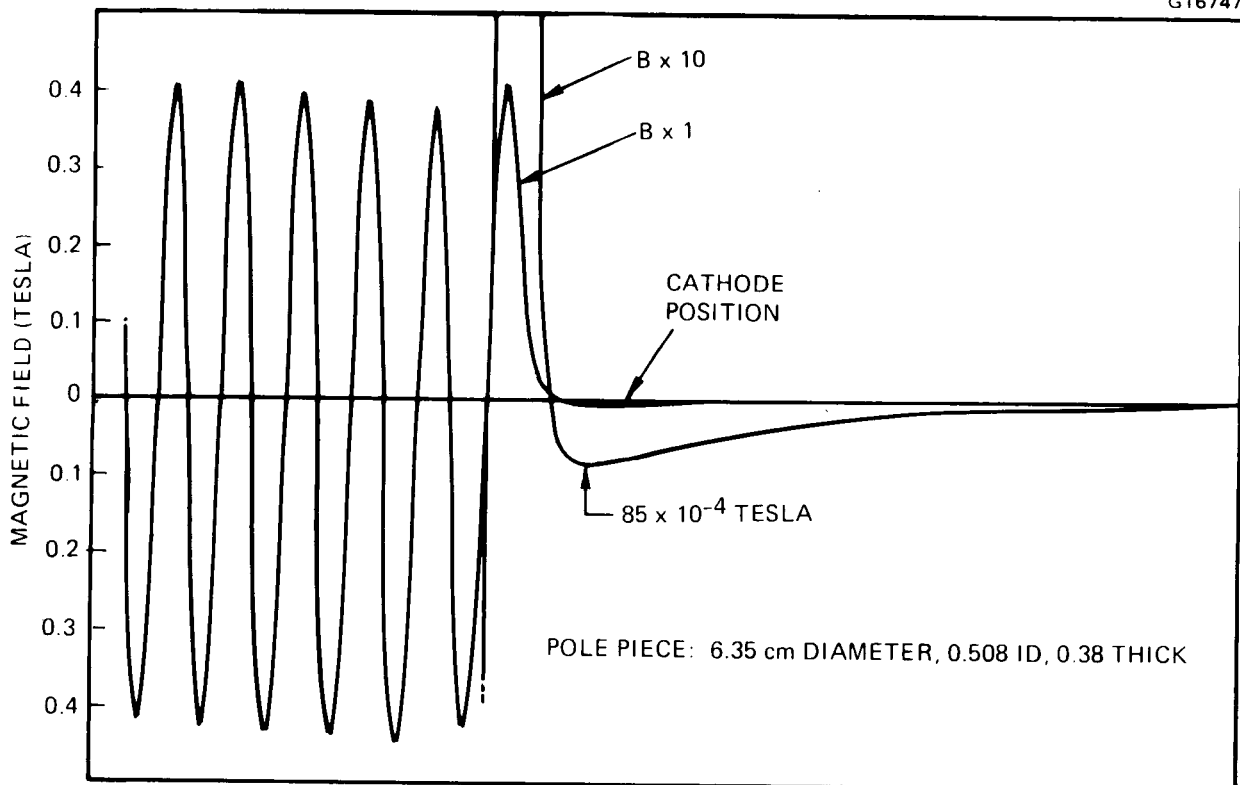 G16747
B x 10
B x 1
0.4
0.3
0.2
0.1
0
0.1
0.2
0.3
0.4
MAGNETIC FIELD (TESLA)
CATHODE
POSITION
85 x 10⁻⁴ TESLA
POLE PIECE: 6.35 cm DIAMETER, 0.508 ID, 0.38 THICK